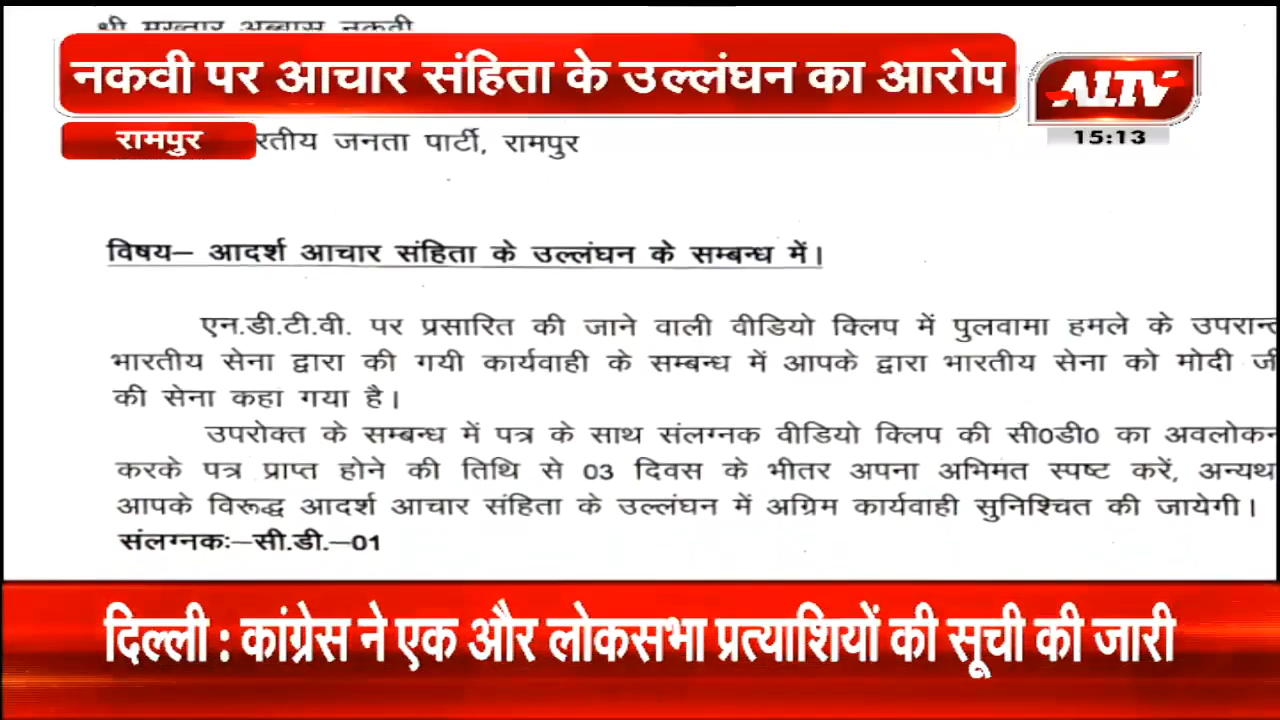 श्री मुख्तार अब्बास नकवी
नकवी पर आचार संहिता के उल्लंघन का आरोप
ALTV
15:13
रामपुर
रतीय जनता पार्टी, रामपुर
विषय– आदर्श आचार संहिता के उल्लंघन के सम्बन्ध में।
एन.डी.टी.वी. पर प्रसारित की जाने वाली वीडियो क्लिप में पुलवामा हमले के उपरान्त
भारतीय सेना द्वारा की गयी कार्यवाही के सम्बन्ध में आपके द्वारा भारतीय सेना को मोदी जी
की सेना कहा गया है।
उपरोक्त के सम्बन्ध में पत्र के साथ संलग्नक वीडियो क्लिप की सी0डी0 का अवलोकन
करके पत्र प्राप्त होने की तिथि से 03 दिवस के भीतर अपना अभिमत स्पष्ट करें, अन्यथा
आपके विरूद्ध आदर्श आचार संहिता के उल्लंघन में अग्रिम कार्यवाही सुनिश्चित की जायेगी।
संलग्नकः–सी.डी.–01
दिल्ली : कांग्रेस ने एक और लोकसभा प्रत्याशियों की सूची की जारी